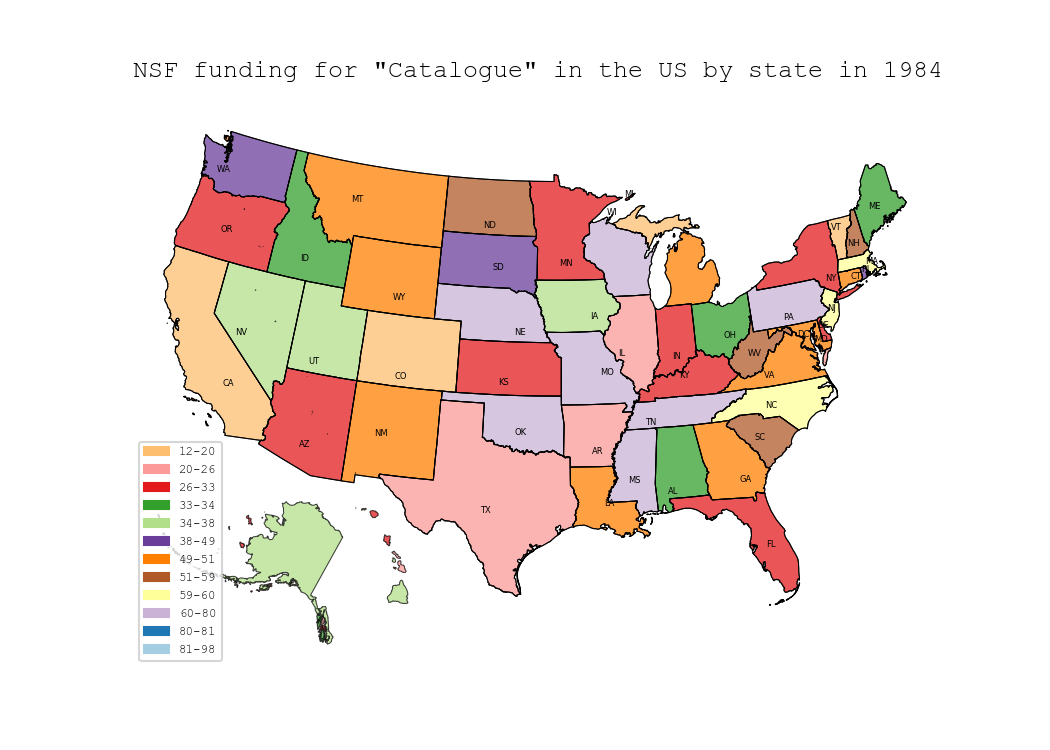 NSF funding for "Catalogue" in the US by state in 1984
WA
OR
ID
MT
ND
SD
WY
NE
MN
WI
MI
ME
VT
NH
MA
CT
NY
NJ
PA
OH
IN
IL
IA
MO
KS
KY
WV
VA
DC
MD
NC
TN
SC
NV
UT
CO
CA
AZ
NM
OK
AR
MS
AL
GA
LA
TX
FL
12-20
20-26
26-33
33-34
34-38
38-49
49-51
51-59
59-60
60-80
80-81
81-98